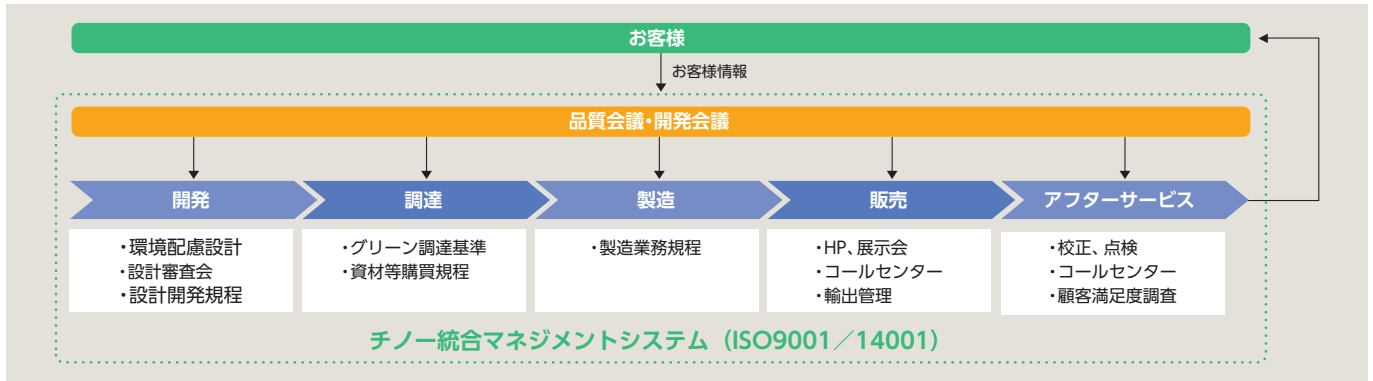 お客様
お客様情報
品質会議・開発会議
開発
調達
製造
販売
アフターサービス
・環境配慮設計
・設計審査会
・設計開発規程
・グリーン調達基準
・資材等購買規程
・製造業務規程
・HP、展示会
・コールセンター
・輸出管理
・校正、点検
・コールセンター
・顧客満足度調査
チノー統合マネジメントシステム（ISO9001／14001）